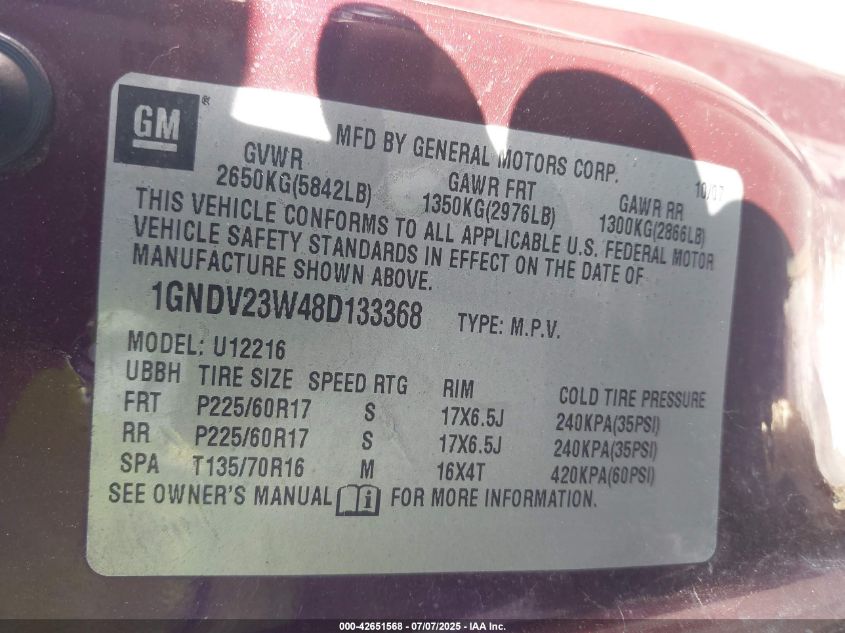 GM ®
MFD BY GENERAL MOTORS CORP. 10/07
GVWR GAWR FRT GAWR RR
2650KG(5842LB) 1350KG(2976LB) 1300KG(2866LB)
THIS VEHICLE CONFORMS TO ALL APPLICABLE U.S. FEDERAL MOTOR
VEHICLE SAFETY STANDARDS IN EFFECT ON THE DATE OF
MANUFACTURE SHOWN ABOVE.
1GNDV23W48D133368 TYPE: M.P.V.
MODEL: U12216
UBBH TIRE SIZE SPEED RTG RIM COLD TIRE PRESSURE
FRT P225/60R17 S 17X6.5J 240KPA(35PSI)
RR P225/60R17 S 17X6.5J 240KPA(35PSI)
SPA T135/70R16 M 16X4T 420KPA(60PSI)
SEE OWNER'S MANUAL i FOR MORE INFORMATION.
000-42651568 - 07/07/2025 - IAA Inc.